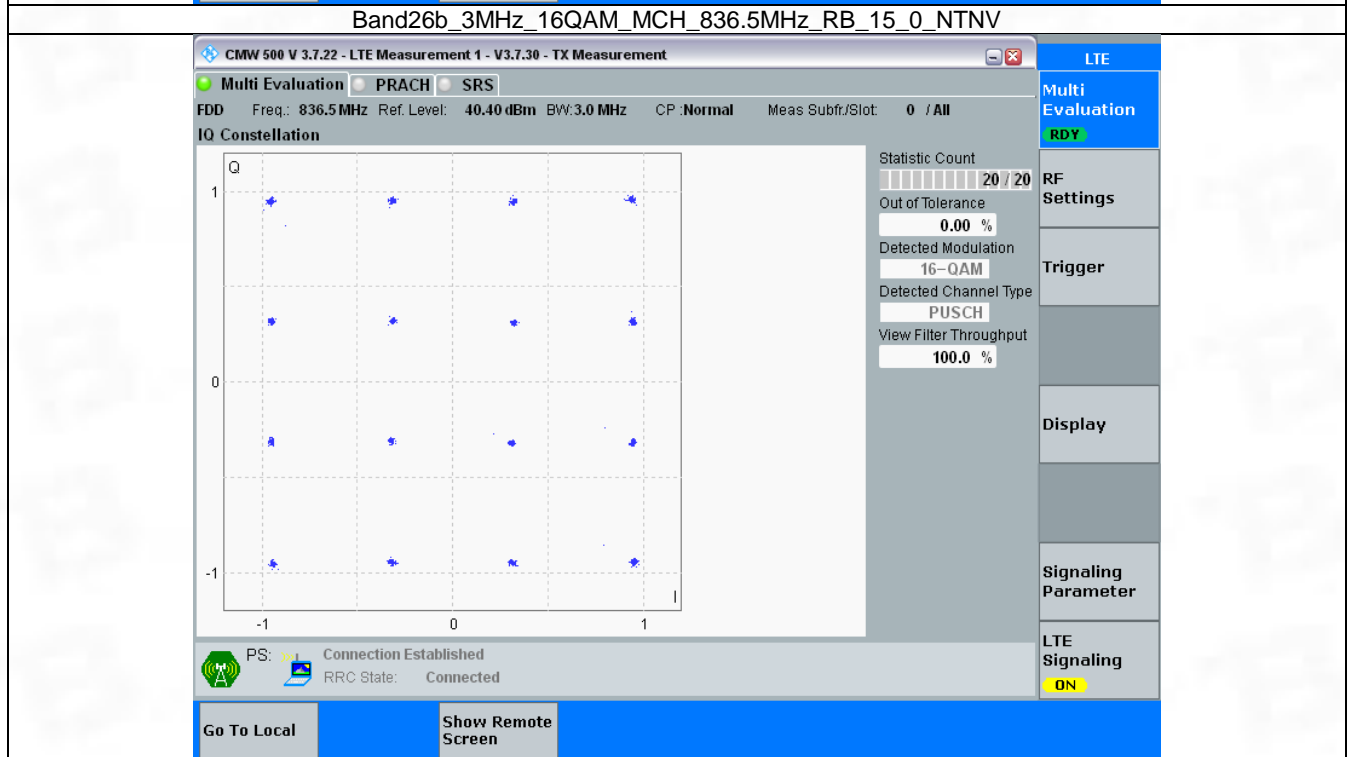 Band26b_3MHz_16QAM_MCH_836.5MHz_RB_15_0_NTNV
CMW 500 V 3.7.22 - LTE Measurement 1 - V3.7.30 - TX Measurement
LTE
Multi Evaluation PRACH SRS
Multi
Evaluation
RDY
FDD Freq.: 836.5 MHz Ref. Level: 40.40 dBm BW: 3.0 MHz CP :Normal Meas Subfr./Slot: 0 / All
IQ Constellation
Q
1
0
-1
-1 0 1
I
Statistic Count
20 / 20
Out of Tolerance
0.00 %
Detected Modulation
16-QAM
Detected Channel Type
PUSCH
View Filter Throughput
100.0 %
RF
Settings
Trigger
Display
Signaling
Parameter
LTE
Signaling
ON
PS: Connection Established
RRC State: Connected
Go To Local
Show Remote
Screen